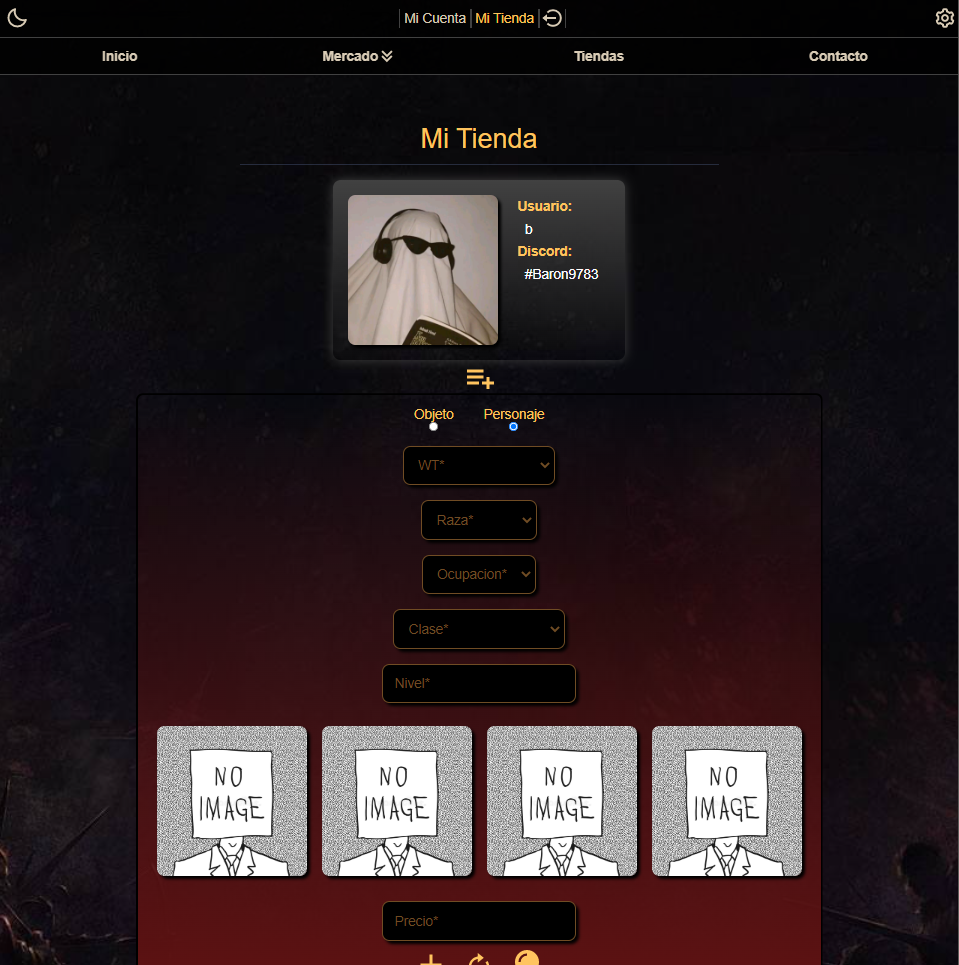 Mi Cuenta Mi Tienda
Inicio Mercado Tiendas Contacto
Mi Tienda
Usuario:
b
Discord:
#Baron9783
Objeto Personaje
WT*
Raza*
Ocupacion*
Clase*
Nivel*
NO NO NO NO
IMAGE IMAGE IMAGE IMAGE
Precio*